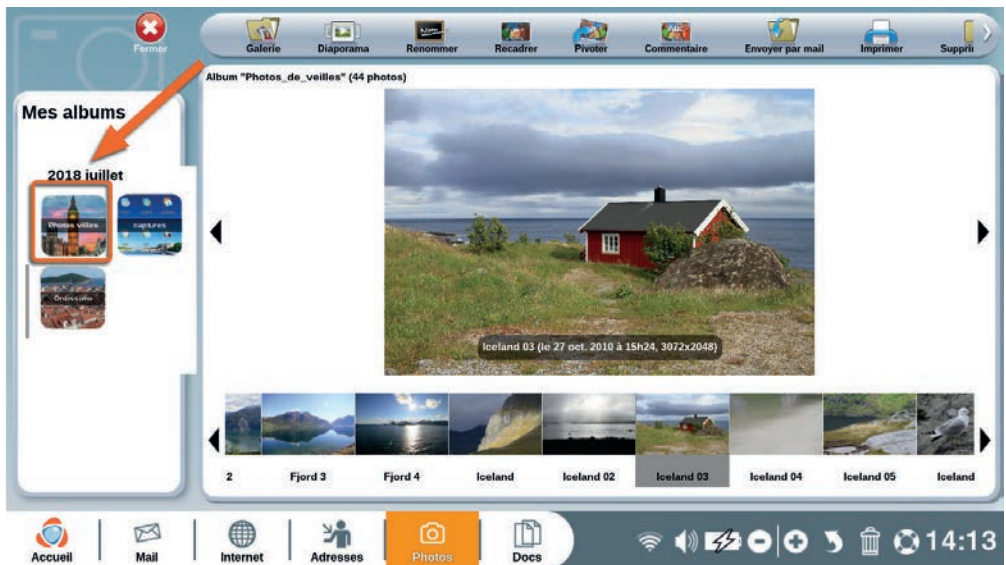 Fermer
Galerie
Diaporama
Renommer
Recadrer
Pivoter
Commentaire
Envoyer par mail
Imprimer
Suppri
Album "Photos_de_veilles" (44 photos)
Mes albums
2018 juillet
Photos villes
captures
Ordissimo
Iceland 03 (le 27 oct. 2010 à 15h24, 3072x2048)
2
Fjord 3
Fjord 4
Iceland
Iceland 02
Iceland 03
Iceland 04
Iceland 05
Iceland
Accueil
Mail
Internet
Adresses
Photos
Docs
14:13